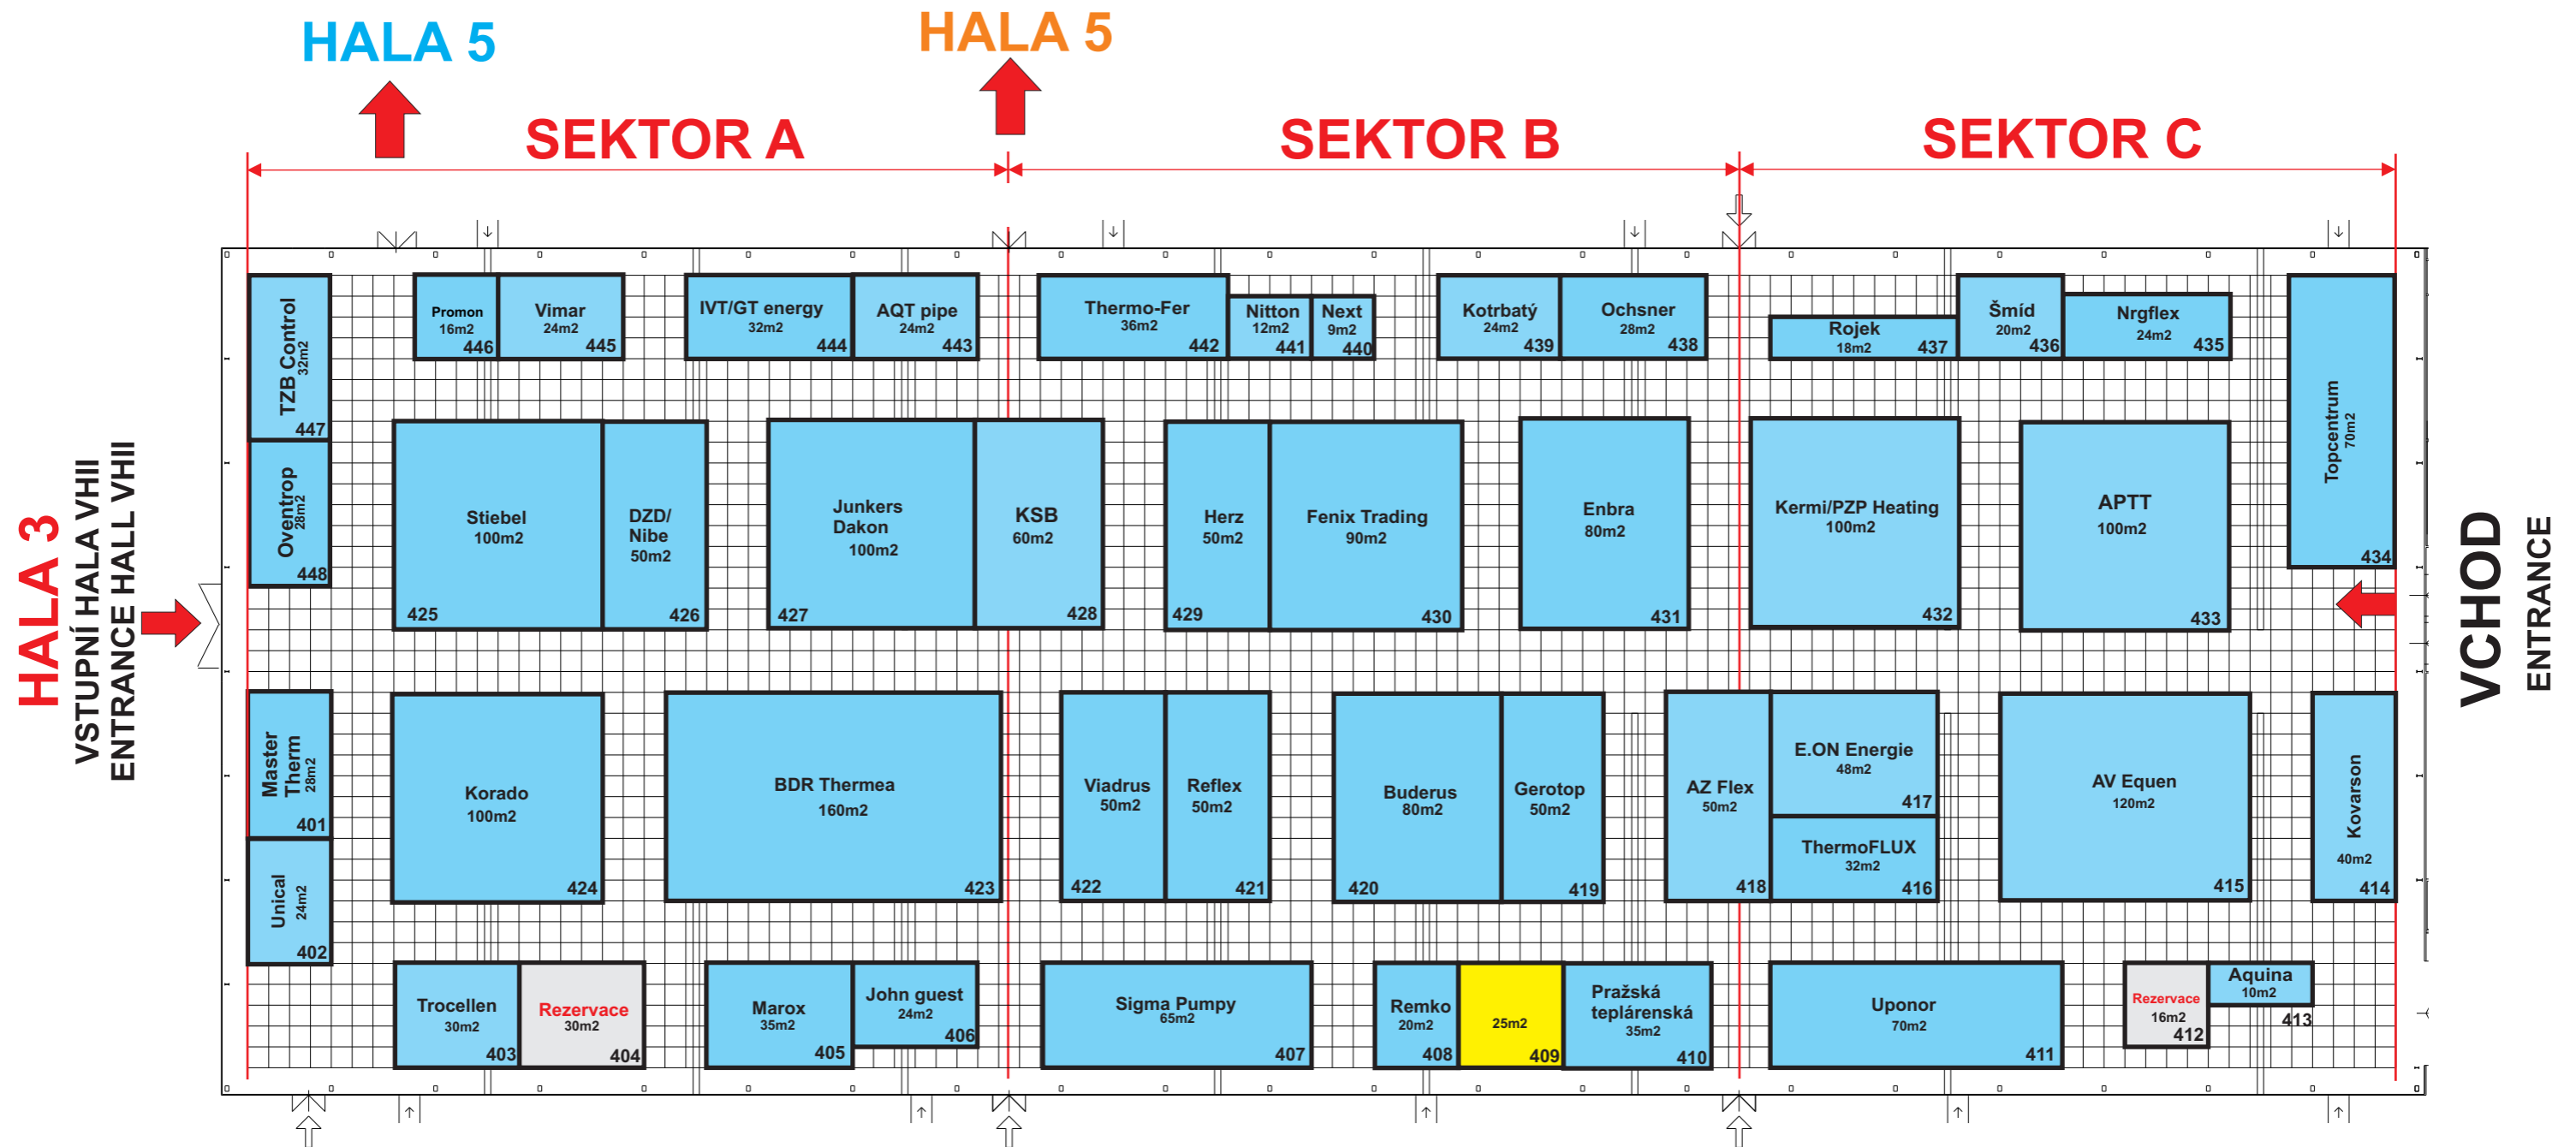 HALA 5
HALA 5
SEKTOR A
SEKTOR B
SEKTOR C
HALA 3
VSTUPNÍ HALA VHII
ENTRANCE HALL VHII
VCHOD
ENTRANCE
TZB Control
32m2
447
Promon
16m2
446
Vimar
24m2
445
IVT/GT energy
32m2
444
AQT pipe
24m2
443
Thermo-Fer
36m2
442
Nitton
12m2
441
Next
9m2
440
Kotrbatý
24m2
439
Ochsner
28m2
438
Rojek
18m2
437
Šmíd
20m2
436
Nrgflex
24m2
435
Topcentrum
70m2
434
Oventrop
28m2
448
Stiebel
100m2
425
DZD/
Nibe
50m2
426
Junkers
Dakon
100m2
427
KSB
60m2
428
Herz
50m2
429
Fenix Trading
90m2
430
Enbra
80m2
431
Kermi/PZP Heating
100m2
432
APTT
100m2
433
Master
Therm
28m2
401
Unical
24m2
402
Korado
100m2
424
BDR Thermea
160m2
423
Viadrus
50m2
422
Reflex
50m2
421
Buderus
80m2
420
Gerotop
50m2
419
AZ Flex
50m2
418
E.ON Energie
48m2
417
ThermoFLUX
32m2
416
AV Equen
120m2
415
Kovarson
40m2
414
Trocellen
30m2
403
Rezervace
30m2
404
Marox
35m2
405
John guest
24m2
406
Sigma Pumpy
65m2
407
Remko
20m2
408
25m2
409
Pražská
teplárenská
35m2
410
Uponor
70m2
411
Rezervace
16m2
412
Aquina
10m2
413